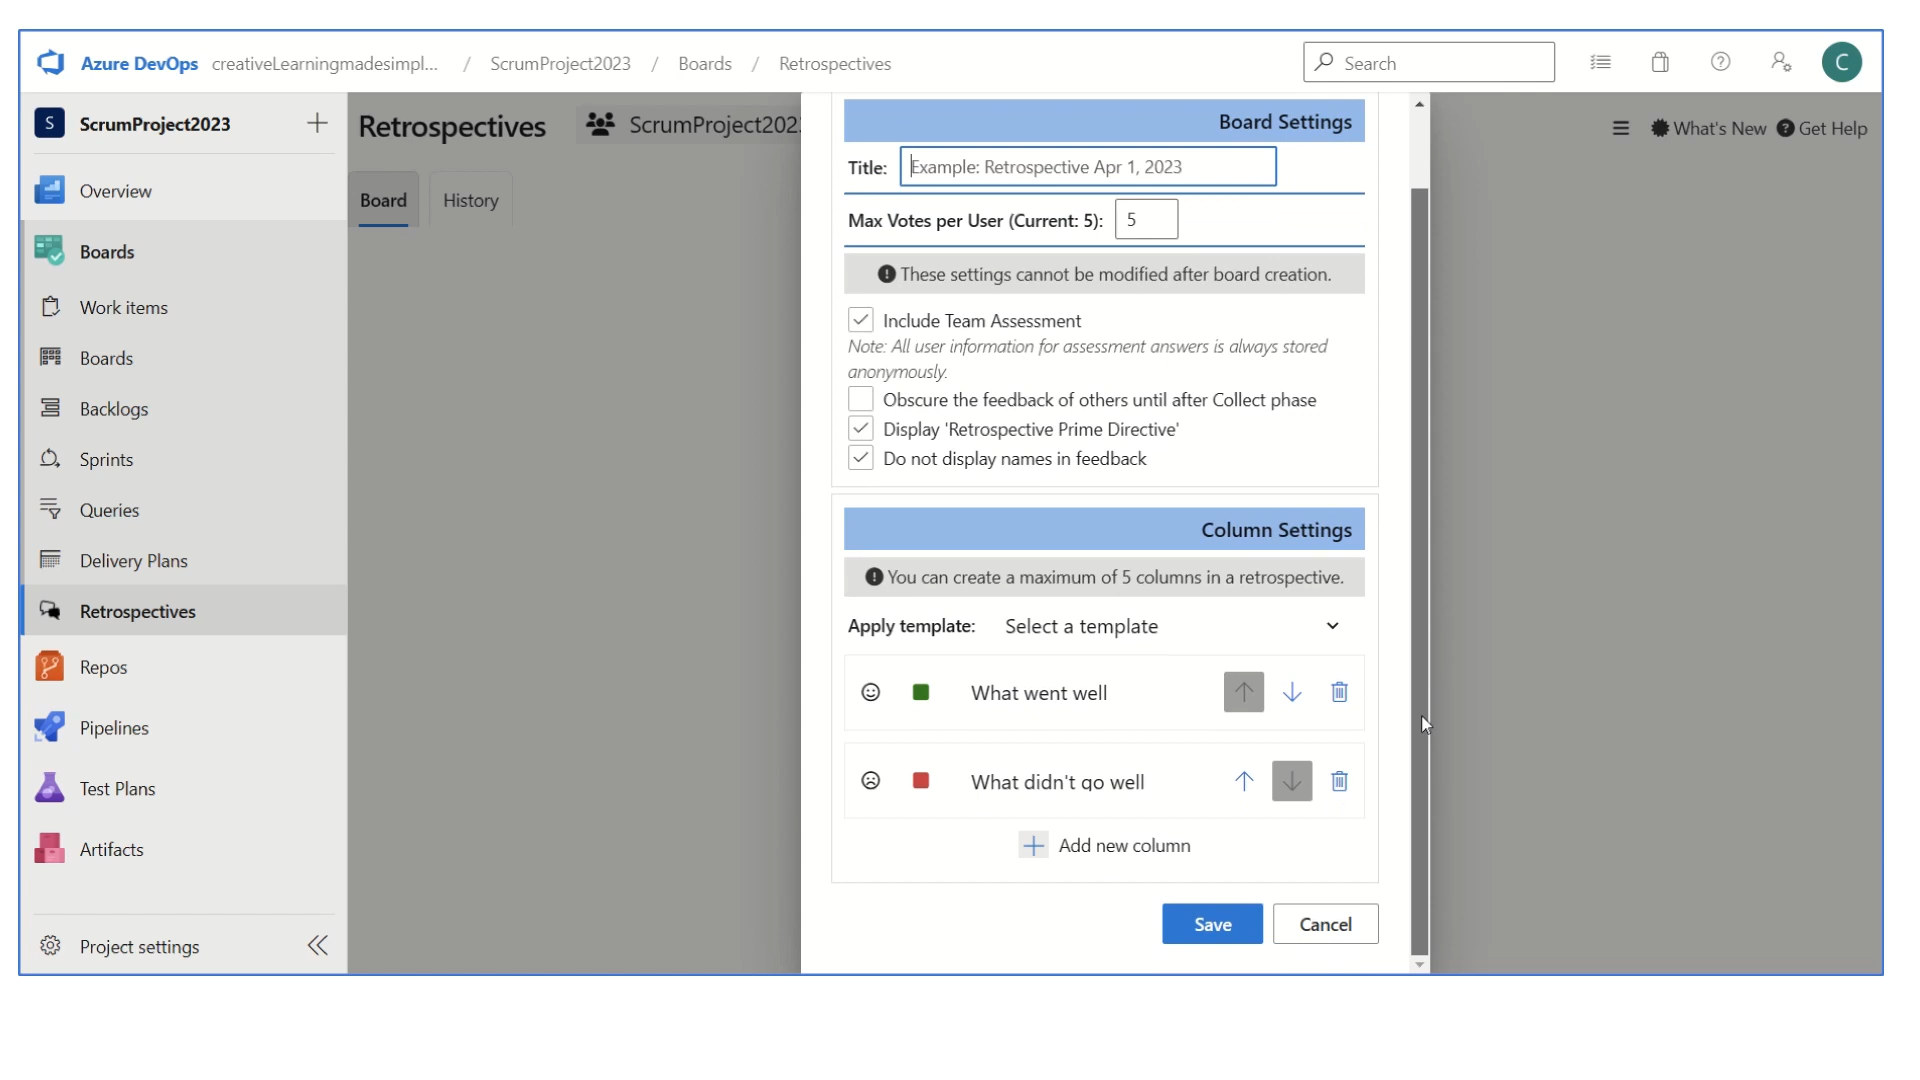 Azure DevOps creativeLearningmadesimpl... / ScrumProject2023 / Boards / Retrospectives
Search
C
S ScrumProject2023
Overview
Boards
Work items
Boards
Backlogs
Sprints
Queries
Delivery Plans
Retrospectives
Repos
Pipelines
Test Plans
Artifacts
Project settings
Retrospectives ScrumProject202
What's New Get Help
Board History
Board Settings
Title: Example: Retrospective Apr 1, 2023
Max Votes per User (Current: 5): 5
These settings cannot be modified after board creation.
Include Team Assessment
Note: All user information for assessment answers is always stored
anonymously.
Obscure the feedback of others until after Collect phase
Display 'Retrospective Prime Directive'
Do not display names in feedback
Column Settings
You can create a maximum of 5 columns in a retrospective.
Apply template: Select a template
What went well
What didn't go well
Add new column
Save Cancel